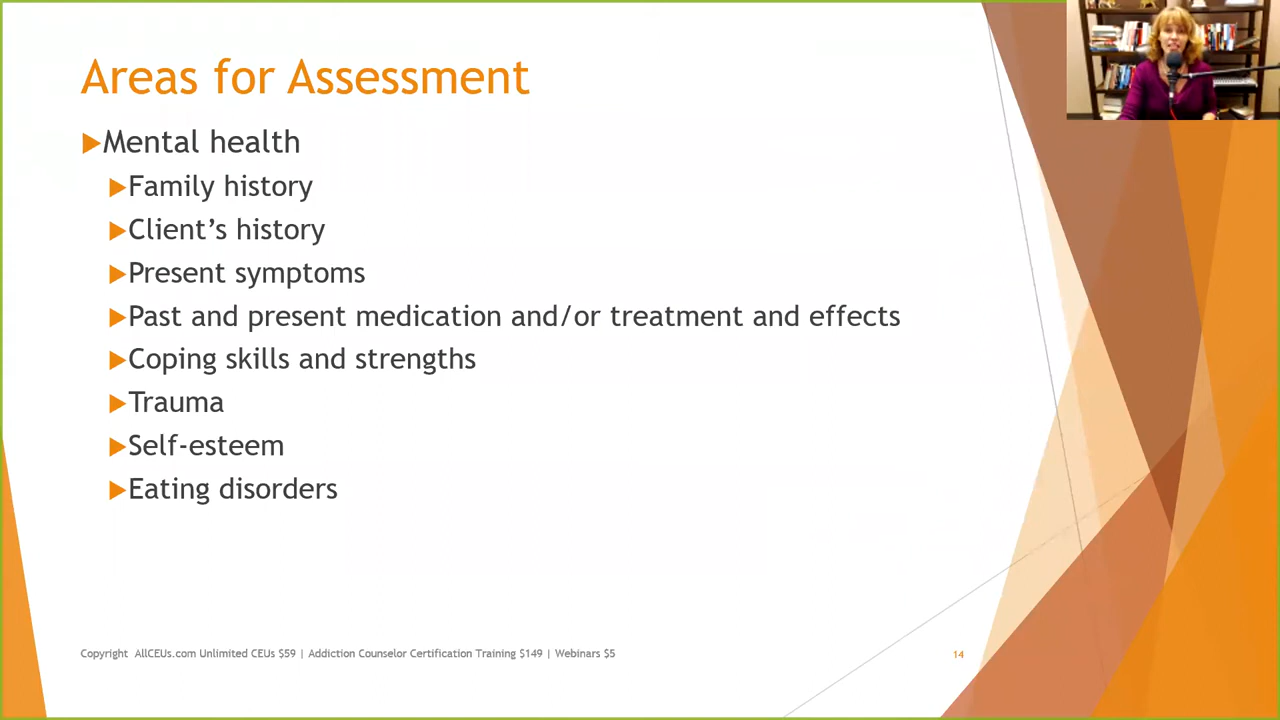 Areas for Assessment
Mental health
Family history
Client’s history
Present symptoms
Past and present medication and/or treatment and effects
Coping skills and strengths
Trauma
Self-esteem
Eating disorders
Copyright AllCEUs.com Unlimited CEUs $59 | Addiction Counselor Certification Training $149 | Webinars $5
14